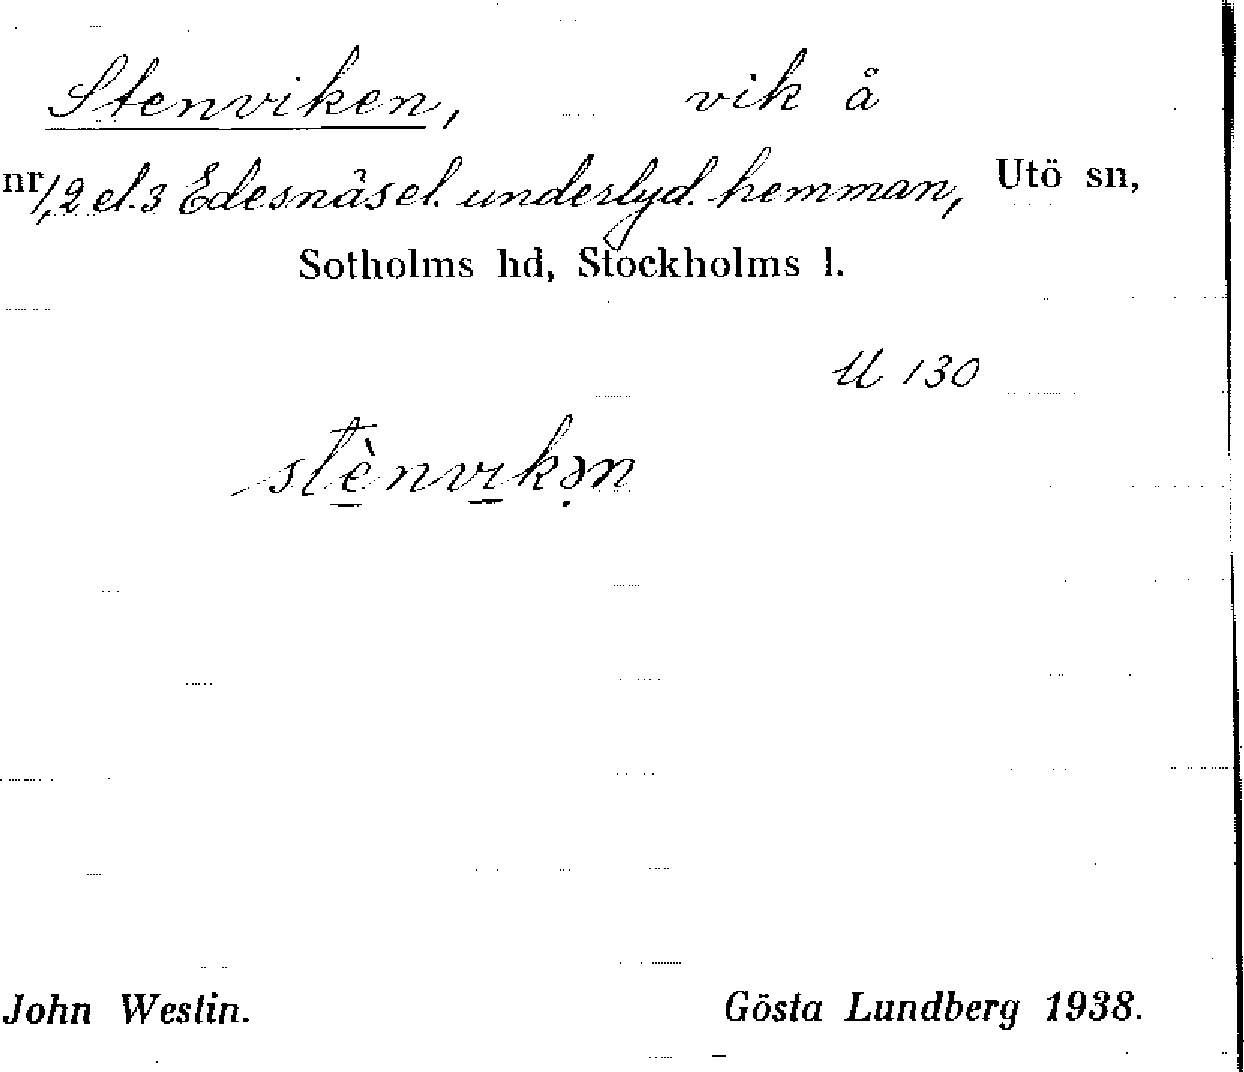 Stenviken, vik å
nr 1, 2 el. 3 Edesnäs el. underlyd. hemman, Utö sn,
Sotholms hd, Stockholms l.
U 130
stènvikən
John Westin. Gösta Lundberg 1938.